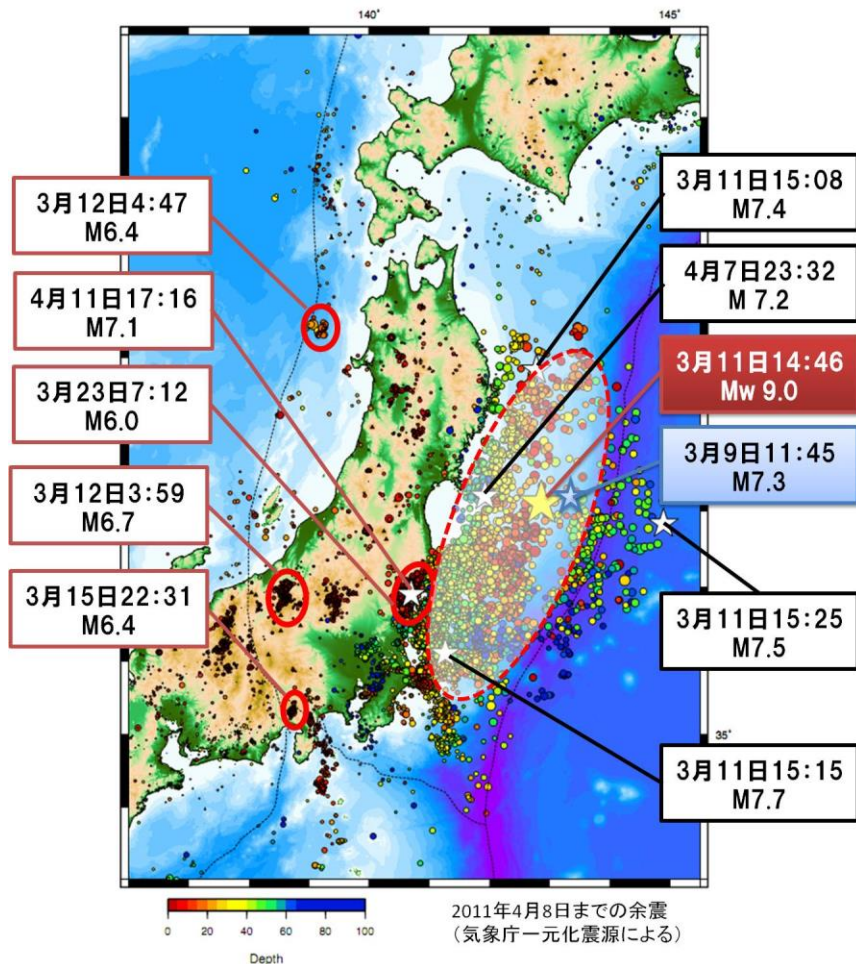 140°
145°
3月12日4：47
M6.4
4月11日17：16
M7.1
3月23日7：12
M6.0
3月12日3：59
M6.7
3月15日22：31
M6.4
3月11日15：08
M7.4
4月7日23：32
M 7.2
3月11日14：46
Mw 9.0
3月9日11：45
M7.3
3月11日15：25
M7.5
35°
3月11日15：15
M7.7
0 20 40 60 80 100
Depth
2011年4月8日までの余震
（気象庁一元化震源による）